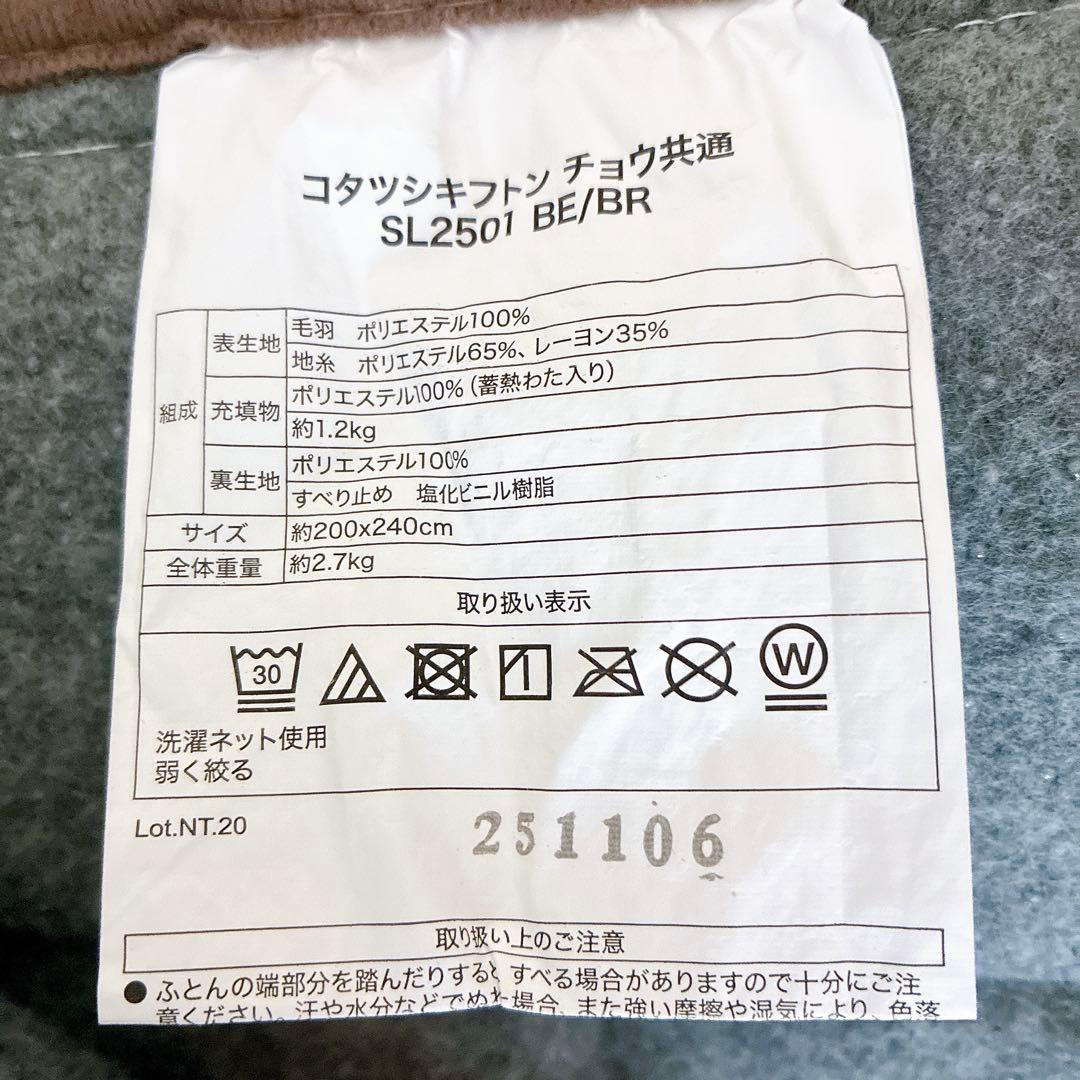 コタツシキフトン チョウ共通
SL2501 BE/BR
組成
表生地
毛羽 ポリエステル100%
地糸 ポリエステル65%、レーヨン35%
充填物
ポリエステル100%(蓄熱わた入り)
約1.2kg
裏生地
ポリエステル100%
すべり止め 塩化ビニル樹脂
サイズ 約200x240cm
全体重量 約2.7kg
取り扱い表示
30
W
洗濯ネット使用
弱く絞る
Lot.NT.20
251106
取り扱い上のご注意
●ふとんの端部分を踏んだりするとすべる場合がありますので十分にご注
意ください。汗や水分などでぬれた場合、また強い摩擦や湿気により、色落